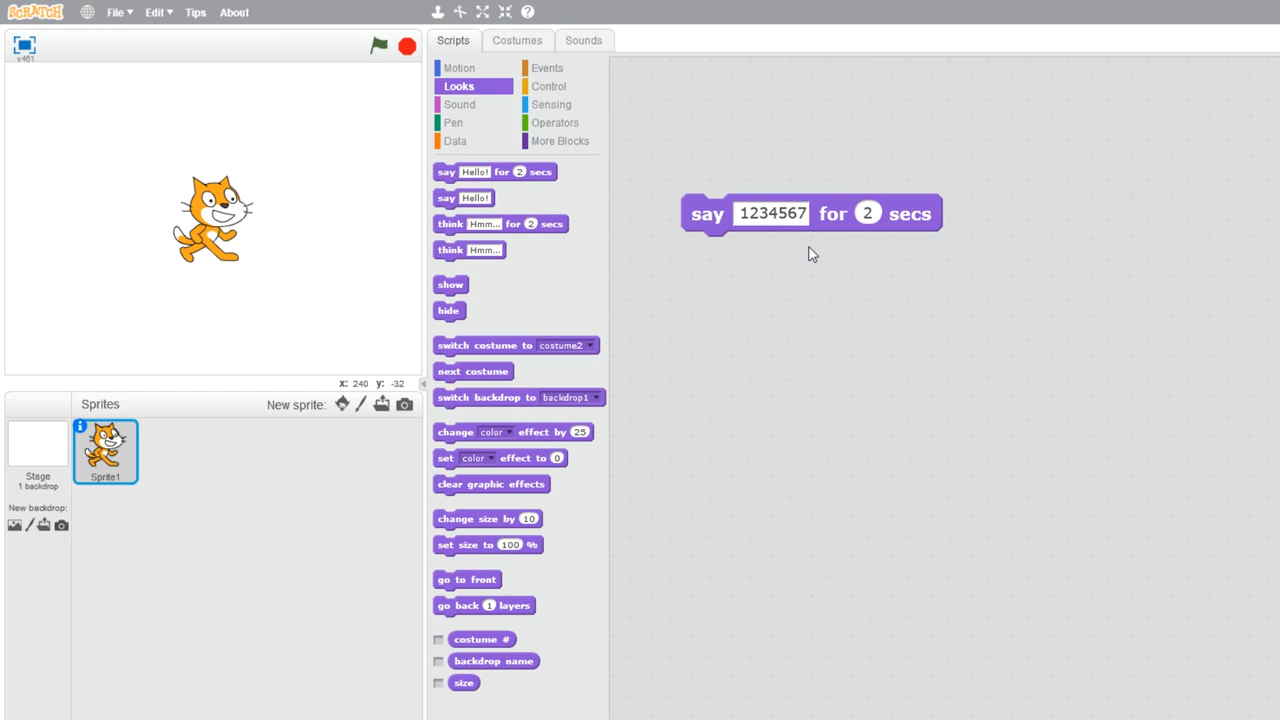 SCRATCH File Edit Tips About
v461
Scripts Costumes Sounds
Motion Events
Looks Control
Sound Sensing
Pen Operators
Data More Blocks
say Hello! for 2 secs
say Hello!
think Hmm... for 2 secs
think Hmm...
show
hide
switch costume to costume2
next costume
switch backdrop to backdrop1
change color effect by 25
set color effect to 0
clear graphic effects
change size by 10
set size to 100 %
go to front
go back 1 layers
costume #
backdrop name
size
say 1234567 for 2 secs
x: 240 y: -32
Sprites New sprite:
Sprite1
Stage
1 backdrop
New backdrop: